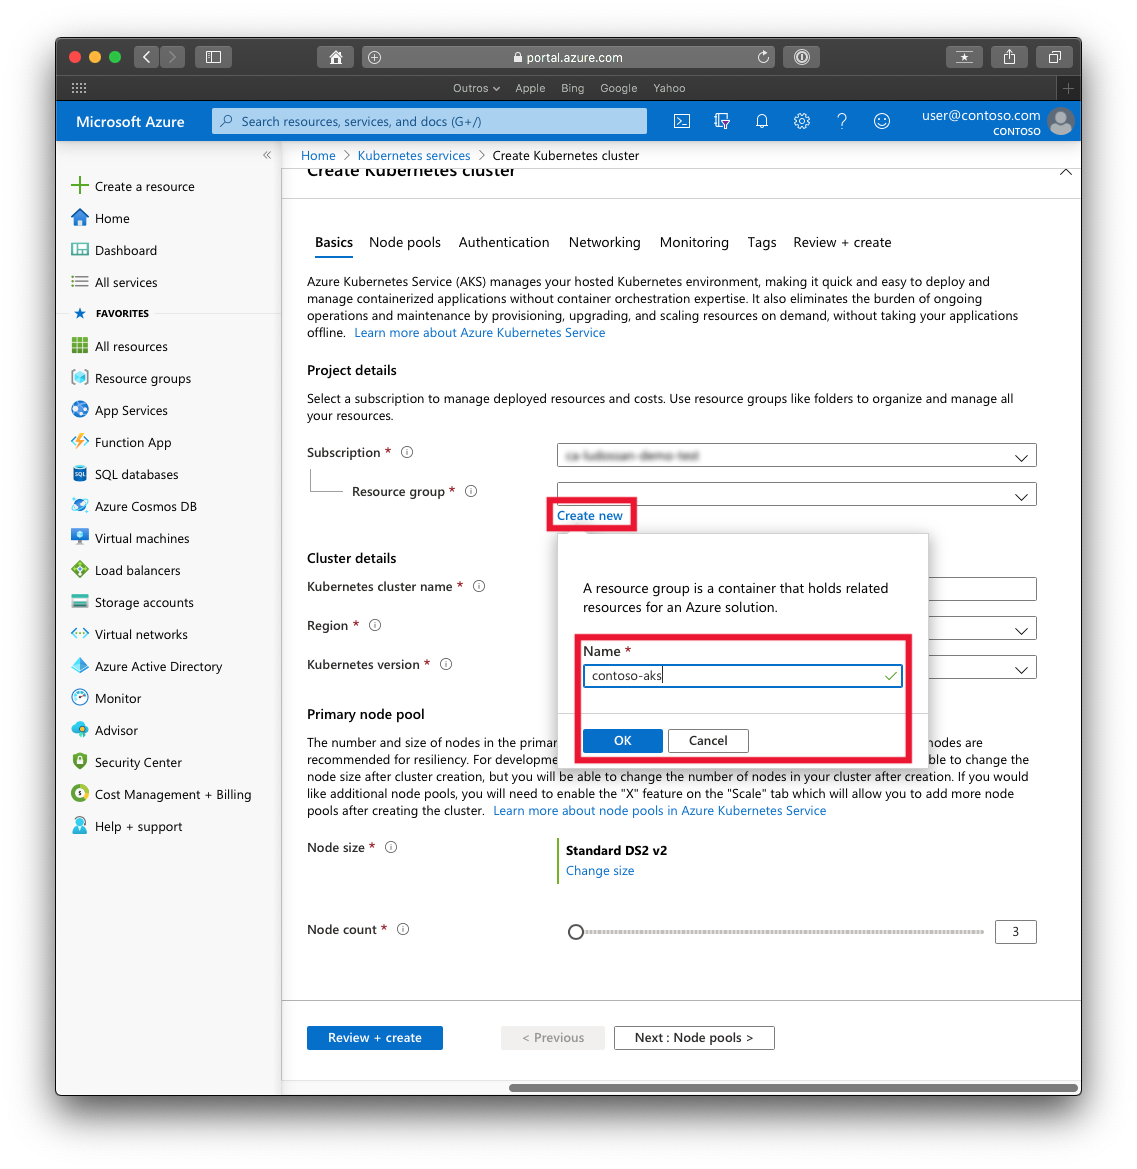 portal.azure.com
Outros Apple Bing Google Yahoo
Microsoft Azure
Search resources, services, and docs (G+/)
user@contoso.com
CONTOSO
Home > Kubernetes services > Create Kubernetes cluster
Create Kubernetes cluster
Create a resource
Home
Dashboard
All services
FAVORITES
All resources
Resource groups
App Services
Function App
SQL databases
Azure Cosmos DB
Virtual machines
Load balancers
Storage accounts
Virtual networks
Azure Active Directory
Monitor
Advisor
Security Center
Cost Management + Billing
Help + support
Basics Node pools Authentication Networking Monitoring Tags Review + create
Azure Kubernetes Service (AKS) manages your hosted Kubernetes environment, making it quick and easy to deploy and
manage containerized applications without container orchestration expertise. It also eliminates the burden of ongoing
operations and maintenance by provisioning, upgrading, and scaling resources on demand, without taking your applications
offline. Learn more about Azure Kubernetes Service
Project details
Select a subscription to manage deployed resources and costs. Use resource groups like folders to organize and manage all
your resources.
Subscription *
Resource group *
Create new
A resource group is a container that holds related
resources for an Azure solution.
Name *
contoso-aks
OK Cancel
Cluster details
Kubernetes cluster name *
Region *
Kubernetes version *
Primary node pool
The number and size of nodes in the primar nodes are
recommended for resiliency. For developme ble to change the
node size after cluster creation, but you will be able to change the number of nodes in your cluster after creation. If you would
like additional node pools, you will need to enable the "X" feature on the "Scale" tab which will allow you to add more node
pools after creating the cluster. Learn more about node pools in Azure Kubernetes Service
Node size *
Standard DS2 v2
Change size
Node count *
3
Review + create
< Previous
Next : Node pools >